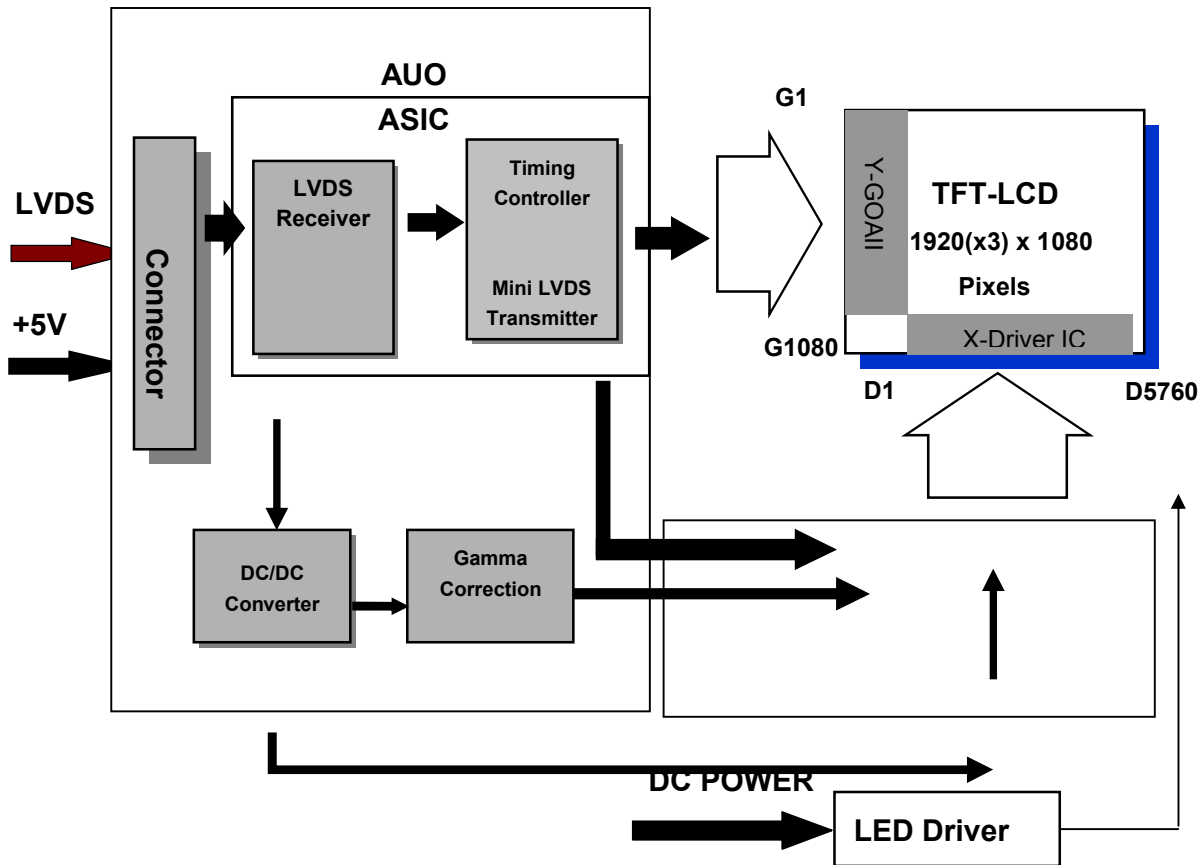 AUO
ASIC
G1
LVDS
Receiver
Timing
Controller
Mini LVDS
Transmitter
LVDS
+5V
Connector
Y-GOAII
TFT-LCD
1920(x3) x 1080
Pixels
X-Driver IC
G1080
D1
D5760
DC/DC
Converter
Gamma
Correction
DC POWER
LED Driver